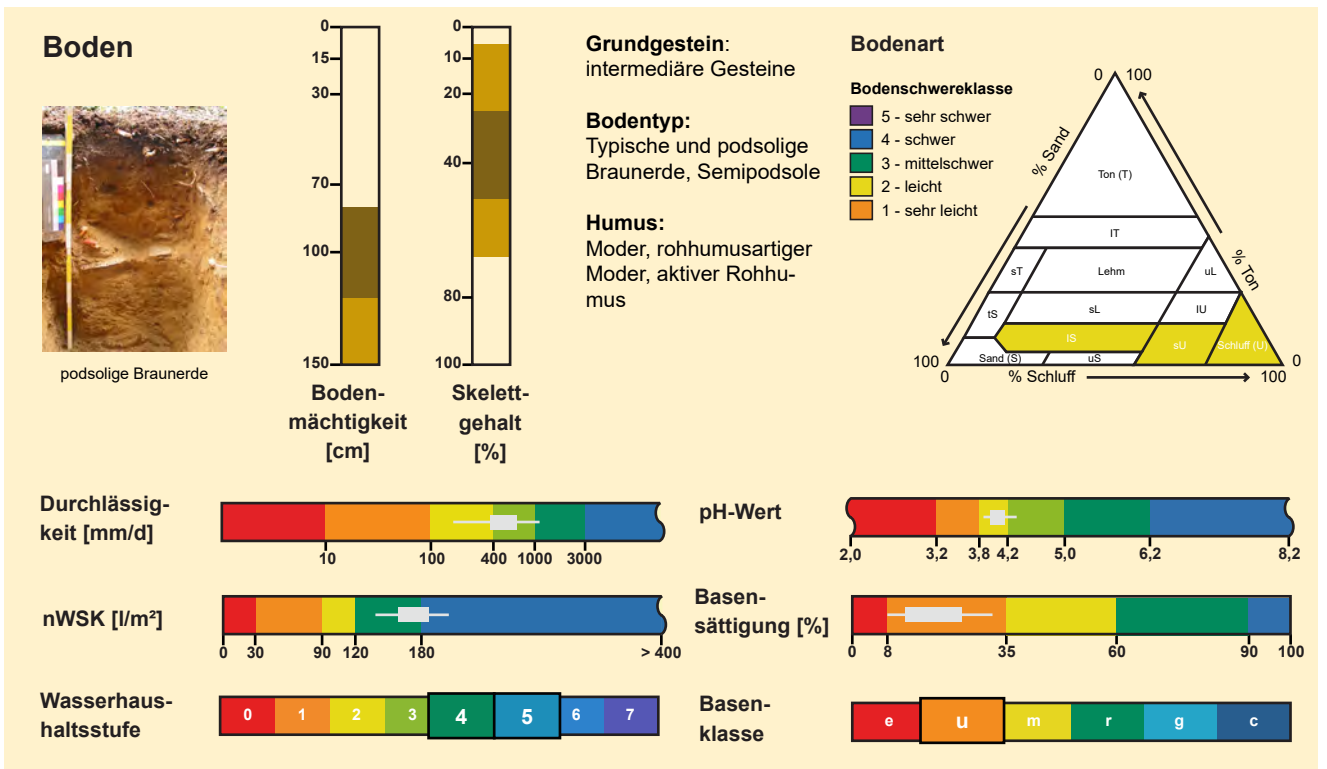 Boden
podsolige Braunerde
0
15
30
70
100
150
Boden-
mächtigkeit
[cm]
0
10
20
40
80
100
Skelett-
gehalt
[%]
Grundgestein:
intermediäre Gesteine
Bodentyp:
Typische und podsolige
Braunerde, Semipodsole
Humus:
Moder, rohhumusartiger
Moder, aktiver Rohhu-
mus
Bodenart
Bodenschwereklasse
5 - sehr schwer
4 - schwer
3 - mittelschwer
2 - leicht
1 - sehr leicht
0 100
% Sand
% Ton
Ton (T)
lT
sT Lehm uL
tS sL lU
lS sU Schluff (U)
Sand (S) uS
100 0
0 % Schluff 100
Durchlässig-
keit [mm/d]
10 100 400 1000 3000
nWSK [l/m²]
0 30 90 120 180 > 400
Wasserhaus-
haltsstufe
0 1 2 3 4 5 6 7
pH-Wert
2,0 3,2 3,8 4,2 5,0 6,2 8,2
Basen-
sättigung [%]
0 8 35 60 90 100
Basen-
klasse
e u m r g c